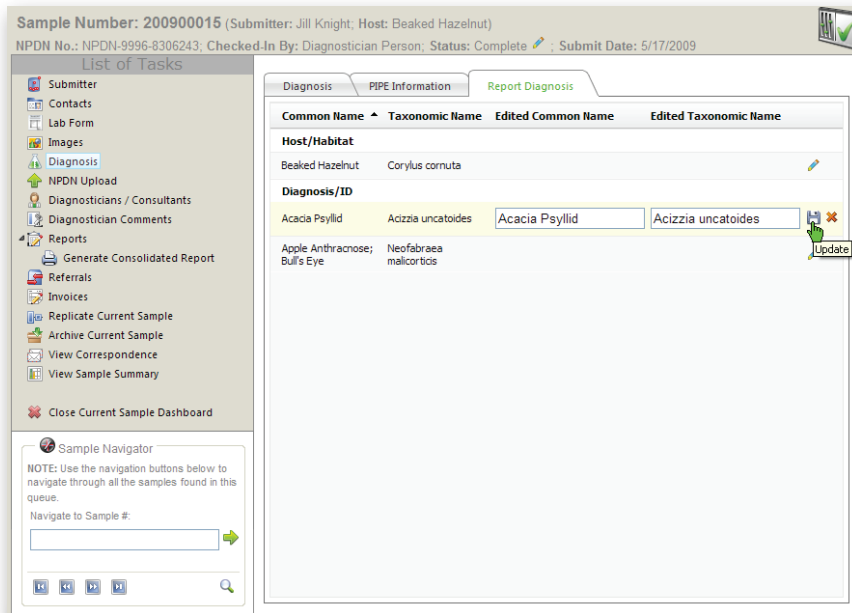 Sample Number: 200900015 (Submitter: Jill Knight; Host: Beaked Hazelnut)
NPDN No.: NPDN-9996-8306243; Checked-In By: Diagnostician Person; Status: Complete ; Submit Date: 5/17/2009
List of Tasks
Submitter
Contacts
Lab Form
Images
Diagnosis
NPDN Upload
Diagnosticians / Consultants
Diagnostician Comments
Reports
Generate Consolidated Report
Referrals
Invoices
Replicate Current Sample
Archive Current Sample
View Correspondence
View Sample Summary
Close Current Sample Dashboard
Sample Navigator
NOTE: Use the navigation buttons below to
navigate through all the samples found in this
queue.
Navigate to Sample #:
Diagnosis PIPE Information Report Diagnosis
Common Name Taxonomic Name Edited Common Name Edited Taxonomic Name
Host/Habitat
Beaked Hazelnut Corylus cornuta
Diagnosis/ID
Acacia Psyllid Acizzia uncatoides Acacia Psyllid Acizzia uncatoides
Update
Apple Anthracnose; Neofabraea
Bull's Eye malicorticis